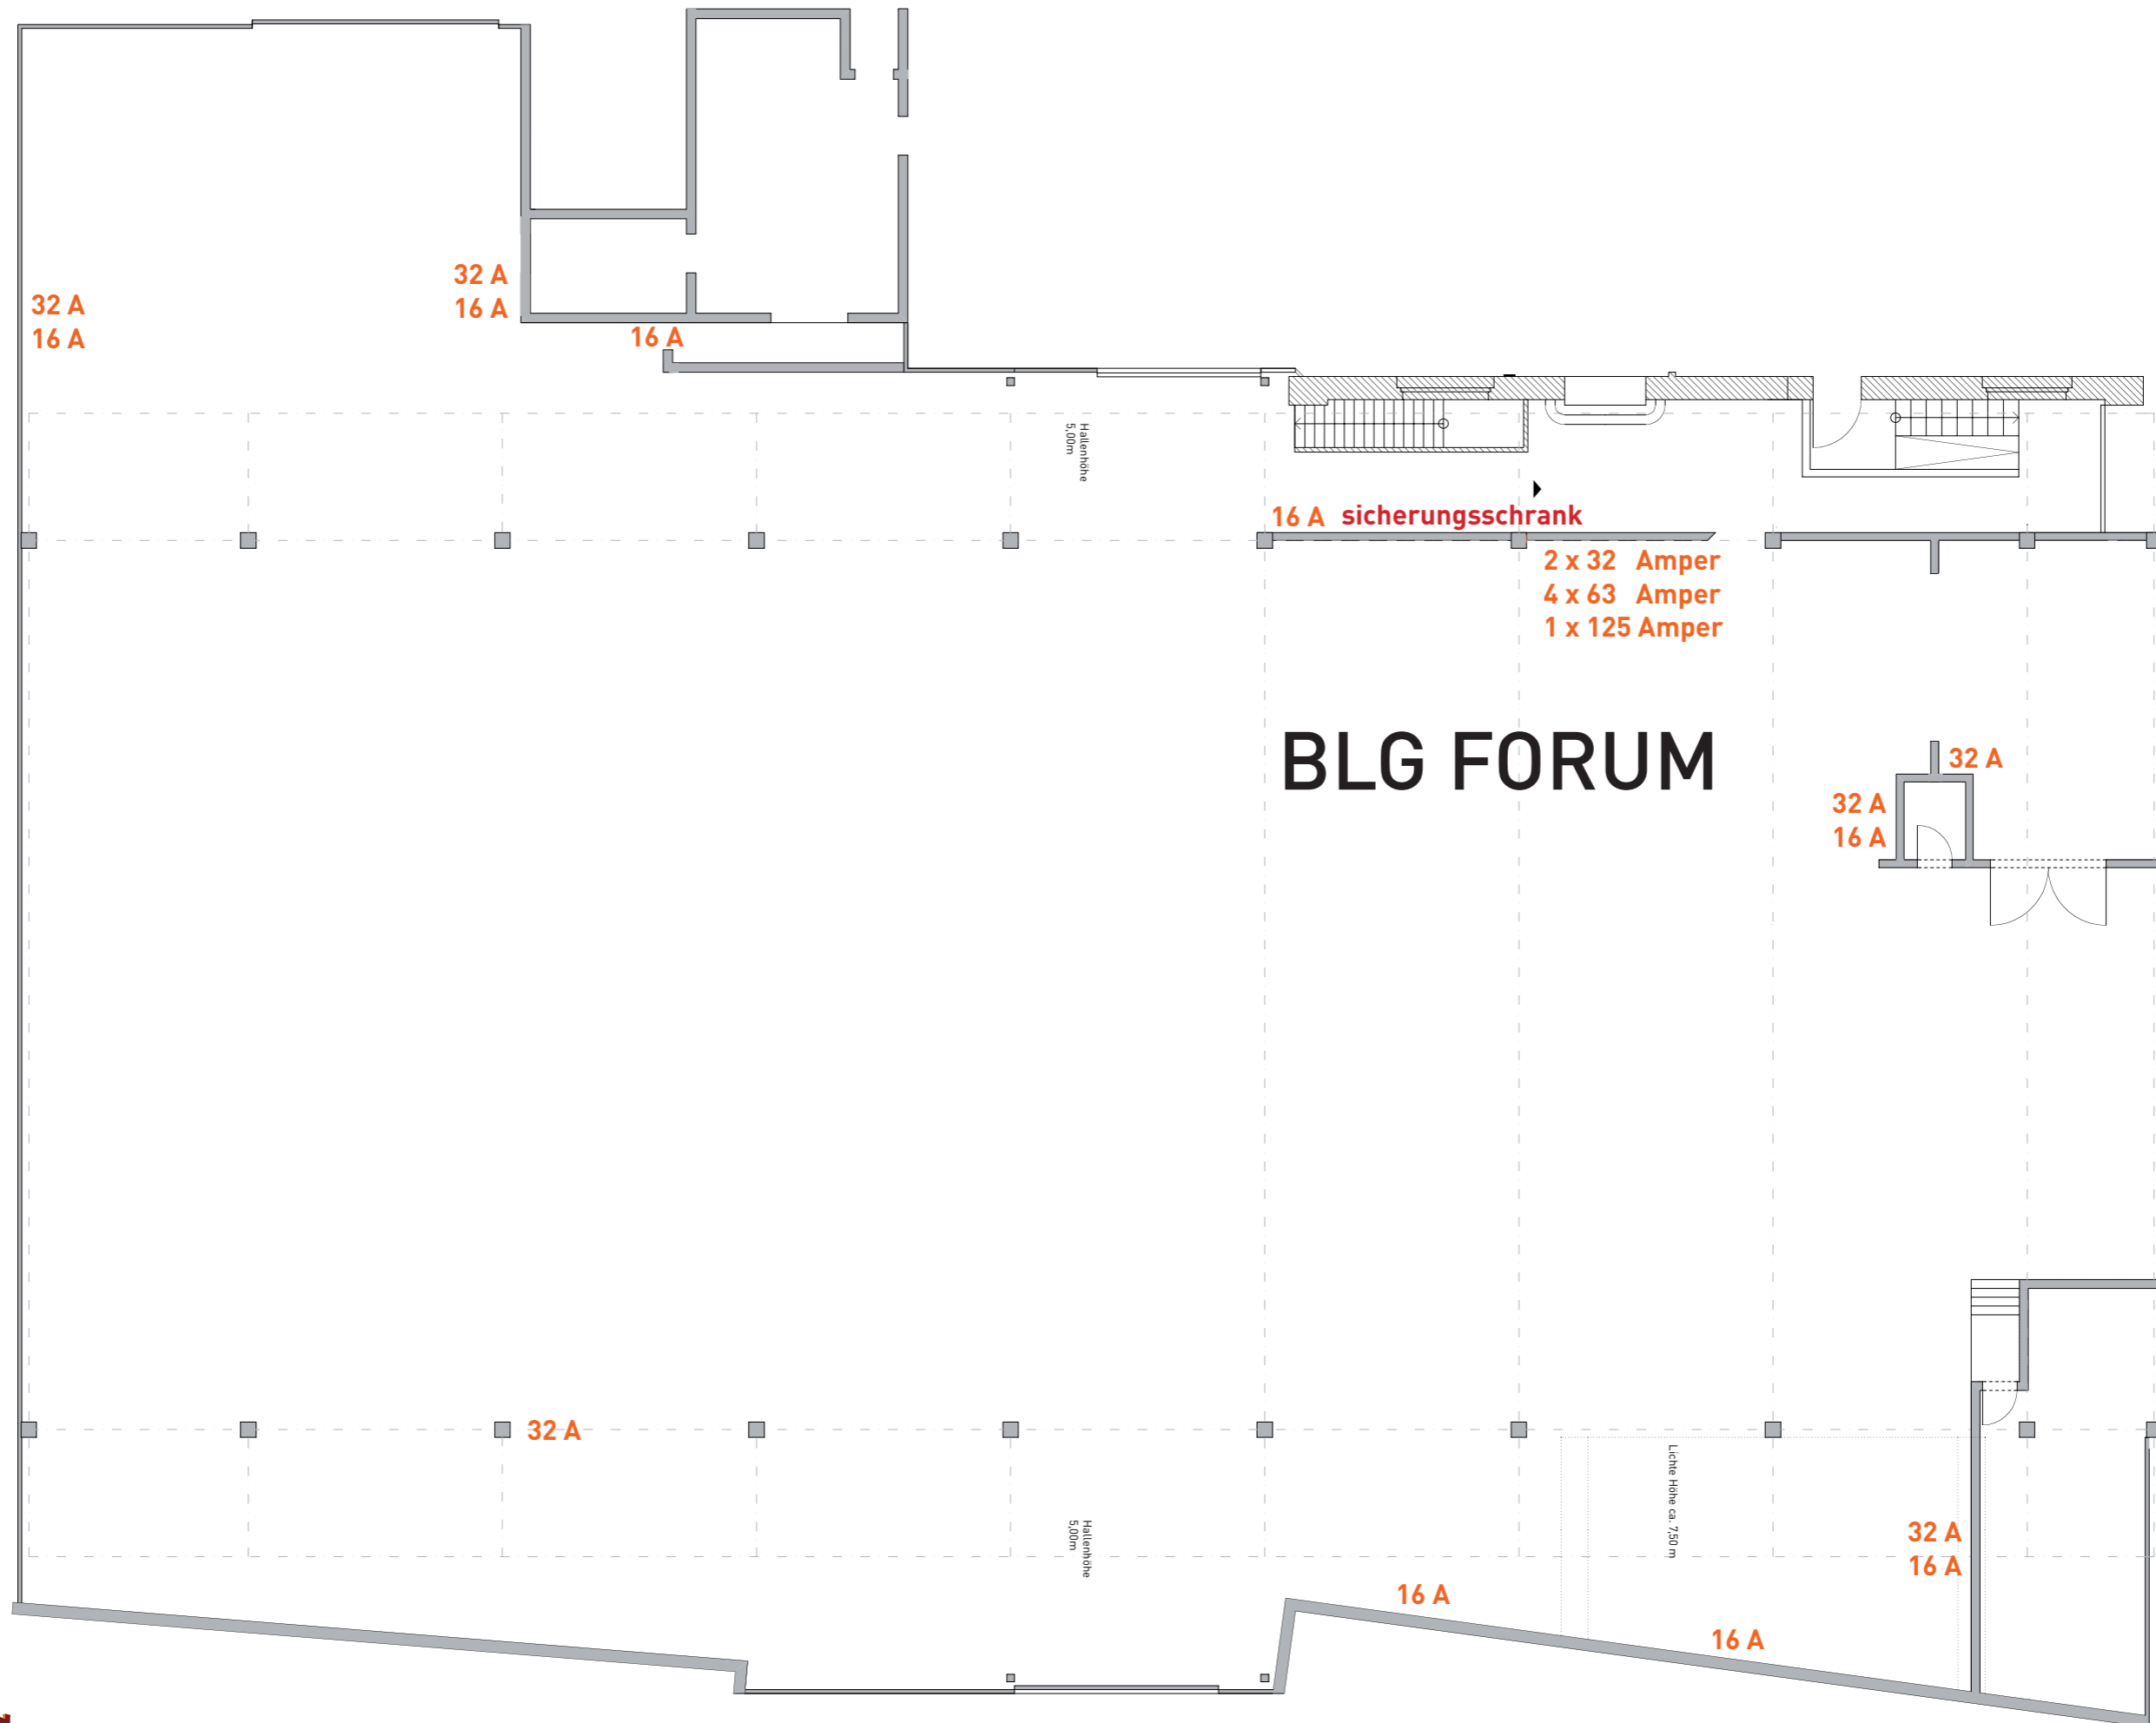 32 A
16 A
32 A
16 A
16 A
Hallenhöhe
5,00m
16 A
sicherungsschrank
2 x 32 Amper
4 x 63 Amper
1 x 125 Amper
BLG FORUM
32 A
32 A
16 A
32 A
Lichte Höhe ca. 7,50 m
Hallenhöhe
5,00m
32 A
16 A
16 A
16 A